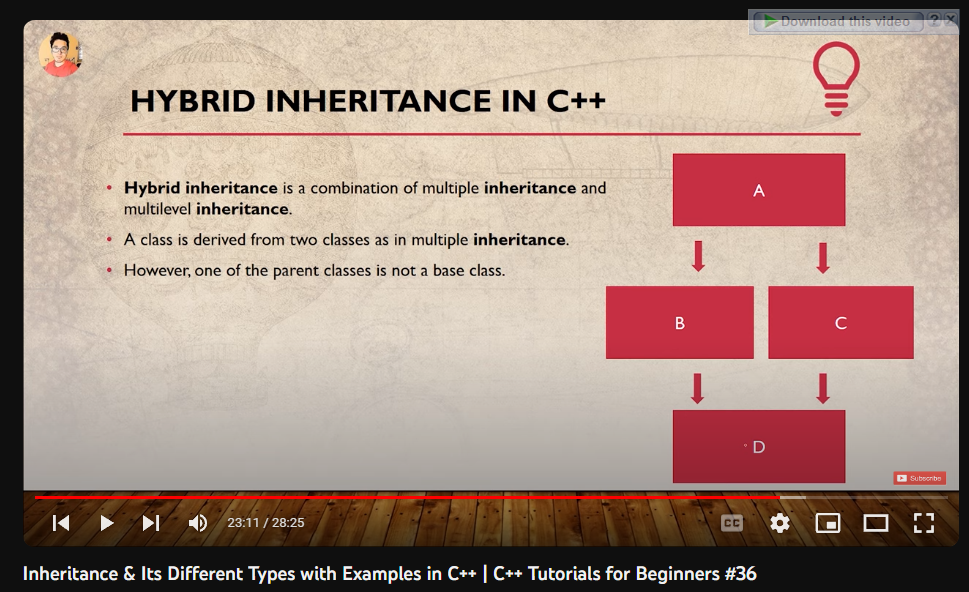 Download this video ? X
HYBRID INHERITANCE IN C++
• Hybrid inheritance is a combination of multiple inheritance and
multilevel inheritance.
• A class is derived from two classes as in multiple inheritance.
• However, one of the parent classes is not a base class.
A
B C
D
Subscribe
23:11 / 28:25
CC
Inheritance & Its Different Types with Examples in C++ | C++ Tutorials for Beginners #36